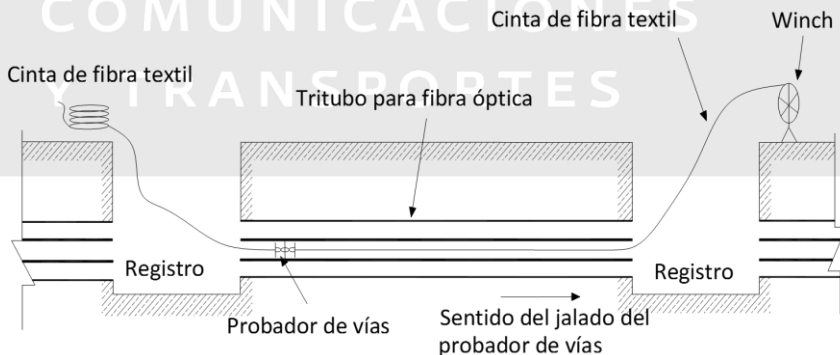 COMUNICACIONES
Y TRANSPORTES
Cinta de fibra textil
Winch
Cinta de fibra textil
Tritubo para fibra óptica
Registro
Registro
Probador de vías
Sentido del jalado del
probador de vías